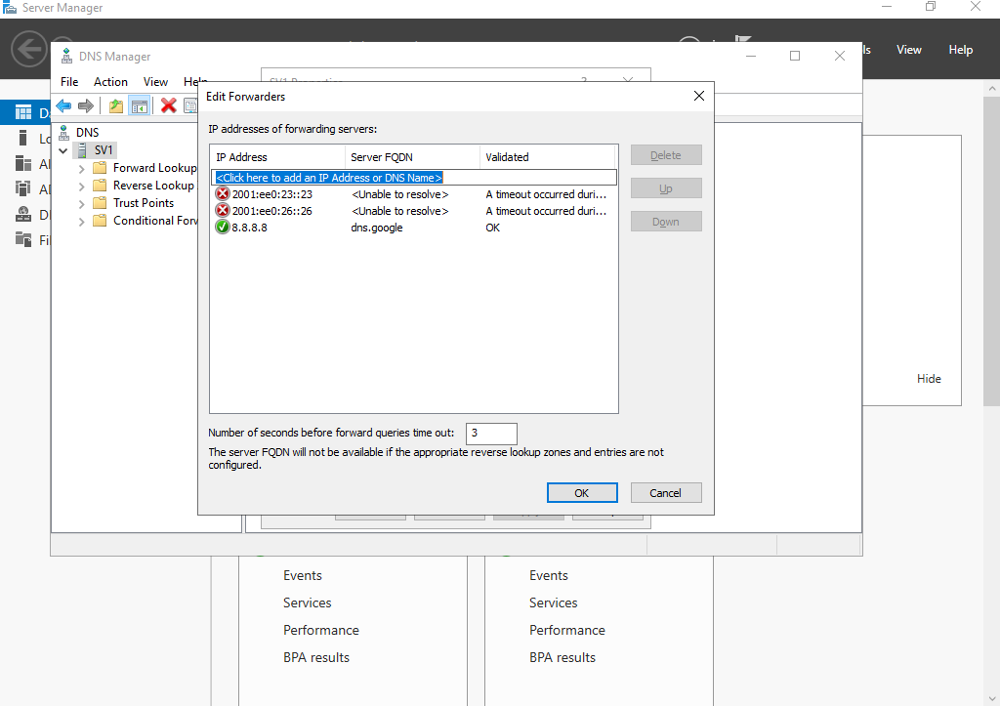 Server Manager
View
Help
DNS Manager
File Action View Help
SV1 Properties
Edit Forwarders
DNS
SV1
Forward Lookup
Reverse Lookup
Trust Points
Conditional Forw
IP addresses of forwarding servers:
IP Address Server FQDN Validated
<Click here to add an IP Address or DNS Name>
2001:ee0:23::23 <Unable to resolve> A timeout occurred duri...
2001:ee0:26::26 <Unable to resolve> A timeout occurred duri...
8.8.8.8 dns.google OK
Delete
Up
Down
Number of seconds before forward queries time out: 3
The server FQDN will not be available if the appropriate reverse lookup zones and entries are not
configured.
OK Cancel
Hide
Events
Services
Performance
BPA results
Events
Services
Performance
BPA results